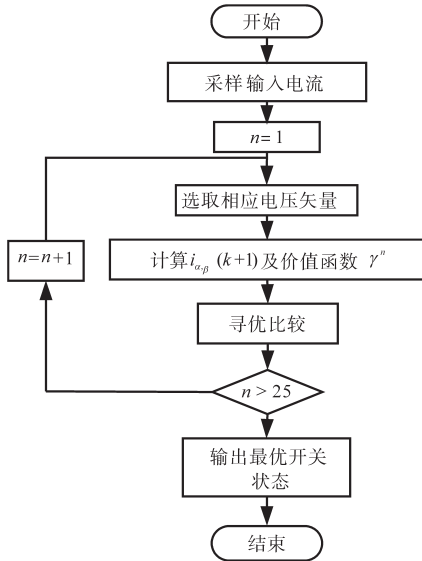 开始
采样输入电流
n=1
选取相应电压矢量
n=n+1
计算i_{α,β}(k+1)及价值函数 γ^n
寻优比较
n > 25
输出最优开关
状态
结束